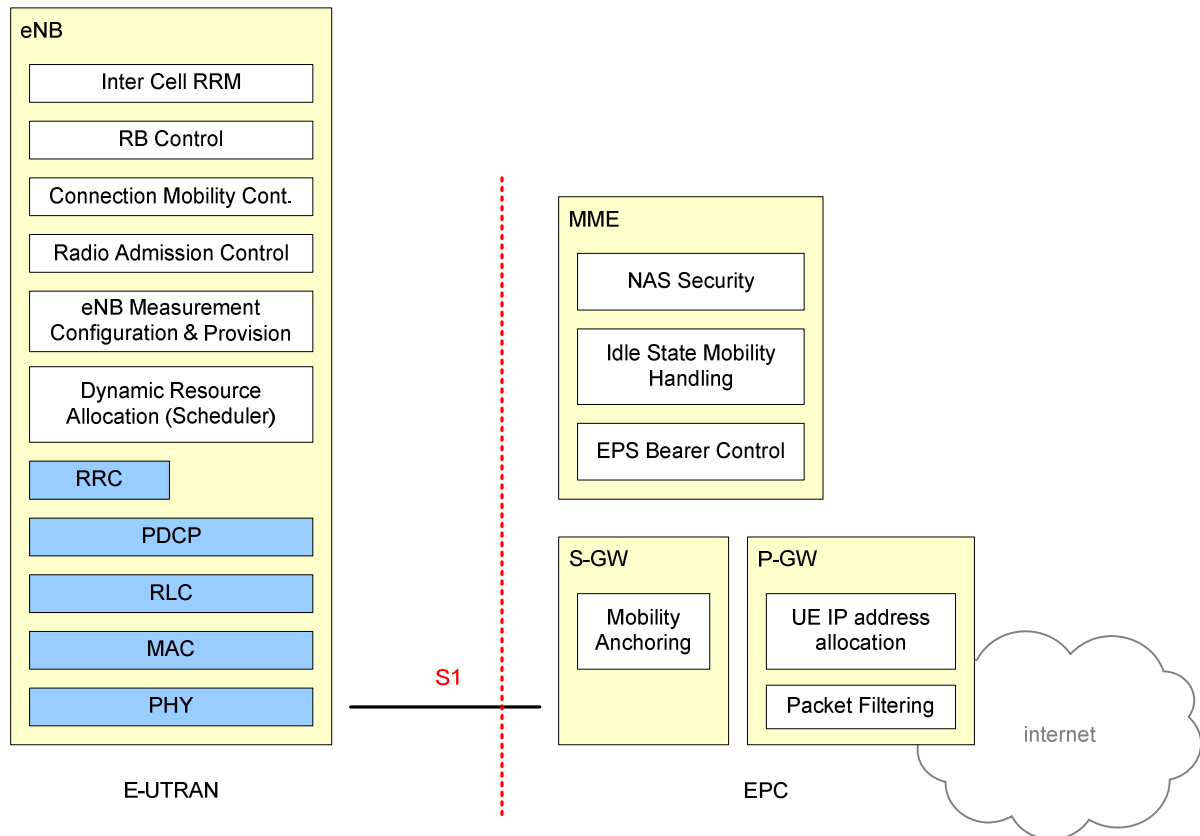 eNB
Inter Cell RRM
RB Control
Connection Mobility Cont.
Radio Admission Control
eNB Measurement
Configuration & Provision
Dynamic Resource
Allocation (Scheduler)
RRC
PDCP
RLC
MAC
PHY
E-UTRAN
S1
MME
NAS Security
Idle State Mobility
Handling
EPS Bearer Control
S-GW
Mobility
Anchoring
P-GW
UE IP address
allocation
Packet Filtering
internet
EPC